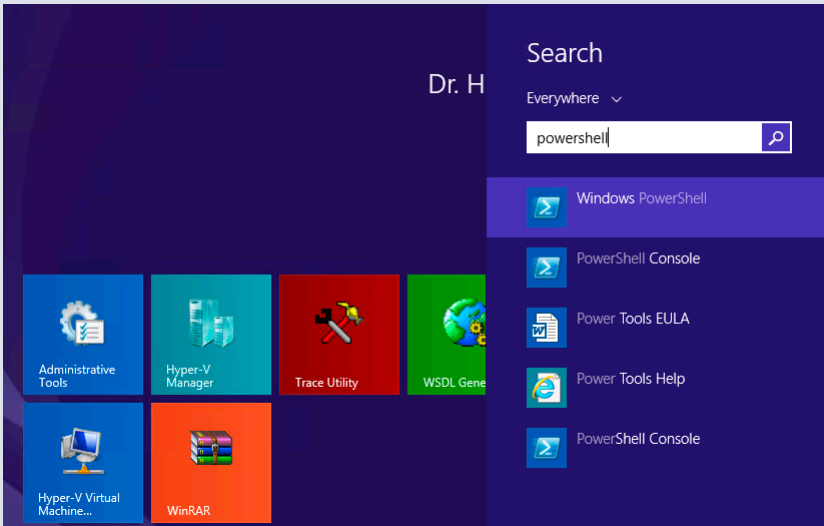 Search
Dr. H
Everywhere
powershell
Windows PowerShell
PowerShell Console
Power Tools EULA
Power Tools Help
PowerShell Console
Administrative
Tools
Hyper-V
Manager
Trace Utility
WSDL Gene
Hyper-V Virtual
Machine...
WinRAR